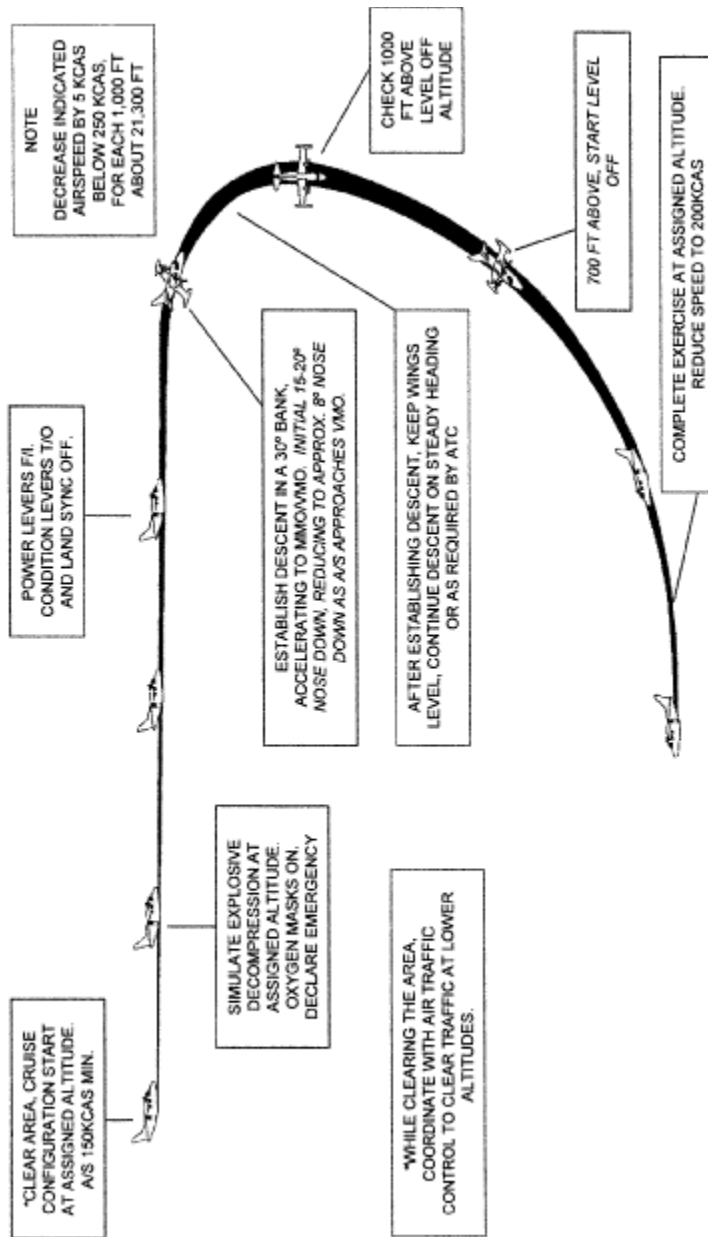 *CLEAR AREA, CRUISE
CONFIGURATION START
AT ASSIGNED ALTITUDE.
A/S 150KCAS MIN.
SIMULATE EXPLOSIVE
DECOMPRESSION AT
ASSIGNED ALTITUDE.
OXYGEN MASKS ON.
DECLARE EMERGENCY
POWER LEVERS F/I.
CONDITION LEVERS T/O
AND LAND SYNC OFF.
NOTE
DECREASE INDICATED
AIRSPEED BY 5 KCAS
BELOW 250 KCAS,
FOR EACH 1,000 FT
ABOUT 21,300 FT
ESTABLISH DESCENT IN A 30º BANK,
ACCELERATING TO MMO/VMO. INITIAL 15-20º
NOSE DOWN, REDUCING TO APPROX. 8º NOSE
DOWN AS A/S APPROACHES VMO.
AFTER ESTABLISHING DESCENT, KEEP WINGS
LEVEL, CONTINUE DESCENT ON STEADY HEADING
OR AS REQUIRED BY ATC
CHECK 1000
FT ABOVE
LEVEL OFF
ALTITUDE
700 FT ABOVE, START LEVEL
OFF
COMPLETE EXERCISE AT ASSIGNED ALTITUDE.
REDUCE SPEED TO 200KCAS
*WHILE CLEARING THE AREA,
COORDINATE WITH AIR TRAFFIC
CONTROL TO CLEAR TRAFFIC AT LOWER
ALTITUDES.